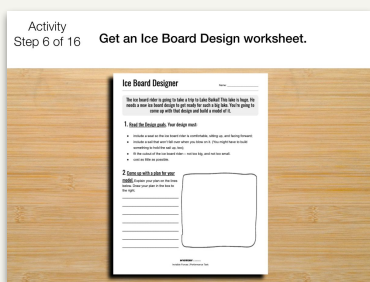 Activity
Step 6 of 16
Get an Ice Board Design worksheet.
Ice Board Designer
Name
The ice board rider is going to take a trip to Lake Baikal! This lake is huge. He
needs a new ice board design to get ready for such a big lake. You're going to
come up with that design and build a model of it.
1. Read the Design goals. Your design must:
Include a seat so the ice board rider is comfortable, sitting up, and facing forward
Include a sail that won't fall over when you blow on it. (You might have to build
something to hold the sail up, too).
Fit the cutout of the ice board rider – not too big, and not too small.
cost as little as possible.
2. Come up with a plan for your
model. Explain your plan on the lines
below. Draw your plan in the box to
the right.